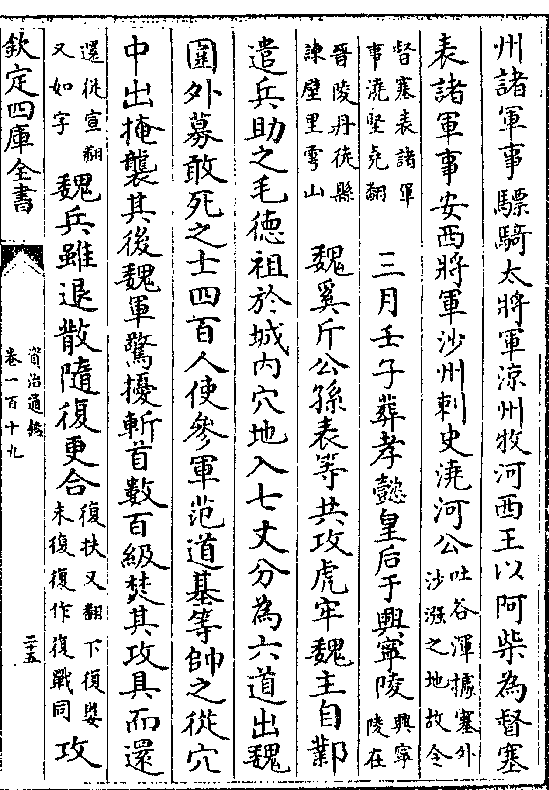 州諸軍事驃騎大將軍涼州牧河西王以阿柴為督塞
表諸軍事安西將軍沙州刺史澆河公吐谷渾據塞外
沙漒之地故令
督塞表諸軍
事澆堅堯翻
三月壬子葬孝懿皇后于興寧陵興寧
陵在
晉陵丹徒縣
諫壁里雩山
魏奚斤公孫表等共攻虎牢魏主自鄴
遣兵助之毛德祖於城内穴地入七丈分為六道出魏
圍外募敢死之士四百人使參軍范道基等帥之從穴
中出掩襲其後魏軍驚擾斬首數百級焚其攻具而還
還從宣翻
又如字
魏兵雖退散隨復更合復扶又翻下復嬰
未復復作復戰同
攻
欽定四庫全書
資治通鑑
卷一百十九
二十五